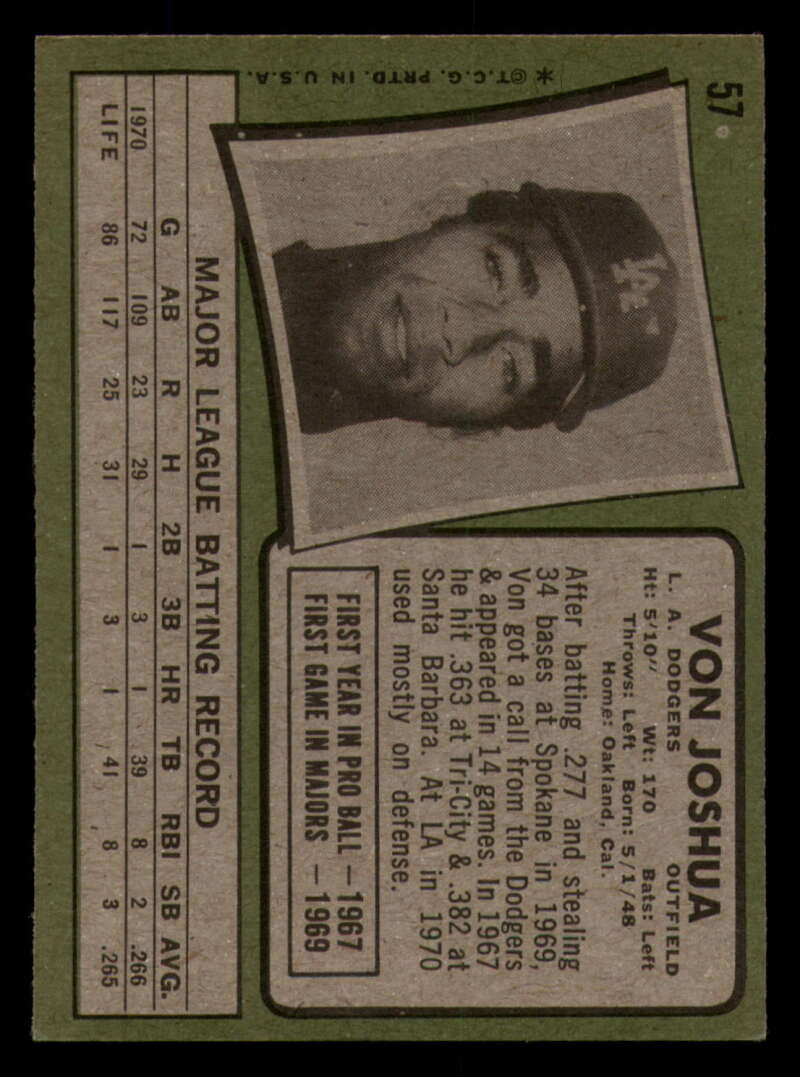 57
VON JOSHUA
L. A. DODGERS OUTFIELD
Ht: 5'10" Wt: 170 Bats: Left
Throws: Left Born: 5/1/48
Home: Oakland, Cal.
After batting .277 and stealing
34 bases at Spokane in 1969,
Von got a call from the Dodgers
& appeared in 14 games. In 1967
he hit .363 at Tri-City & .382 at
Santa Barbara. At LA in 1970
used mostly on defense.
FIRST YEAR IN PRO BALL — 1967
FIRST GAME IN MAJORS — 1969
LA
MAJOR LEAGUE BATTING RECORD
G AB R H 2B 3B HR TB RBI SB AVG.
1970 72 109 23 29 1 3 1 39 8 2 .266
LIFE 86 117 25 31 1 3 1 41 8 3 .265
* © T.C.G. PRTD. IN U.S.A.